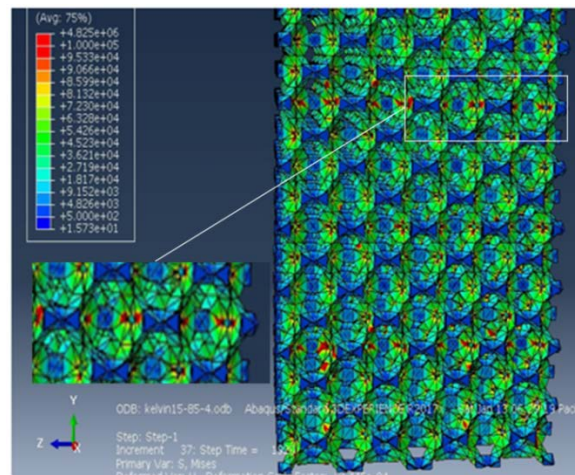 (Avg: 75%)
+4.825e+06
+1.000e+05
+9.533e+04
+9.066e+04
+8.599e+04
+8.132e+04
+7.230e+04
+6.328e+04
+5.426e+04
+4.523e+04
+3.621e+04
+2.719e+04
+1.817e+04
+9.152e+03
+4.826e+03
+5.000e+02
+1.573e+01
Y
Z
X
ODB: kelvin15-85-4.odb
Step: Step-1
Increment 37: Step Time =
Primary Var: S, Mises